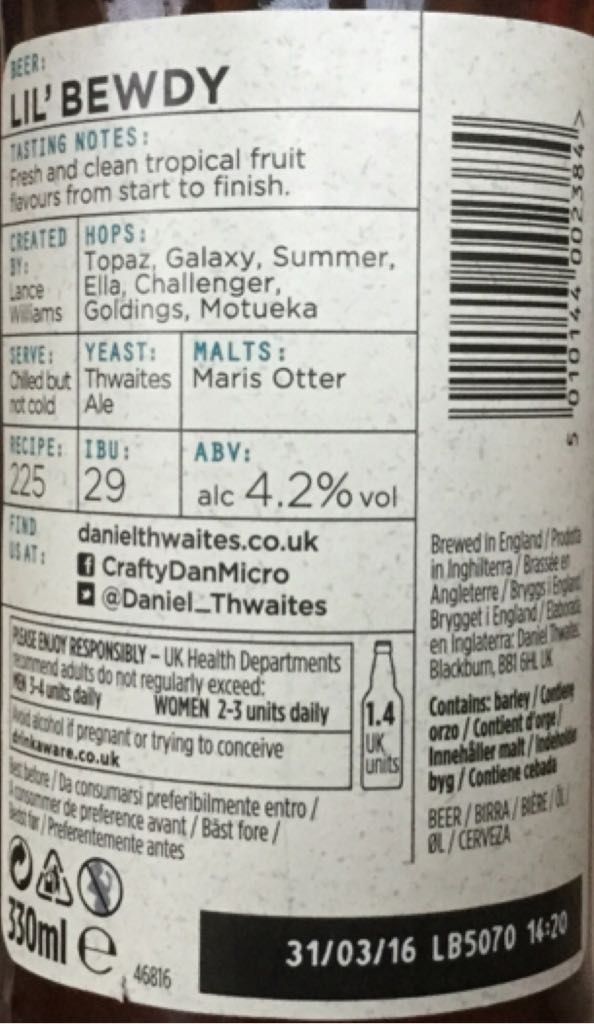 BEER:
LIL' BEWDY
TASTING NOTES:
Fresh and clean tropical fruit
flavours from start to finish.
CREATED BY:
Lance
Williams
HOPS:
Topaz, Galaxy, Summer,
Ella, Challenger,
Goldings, Motueka
SERVE:
Chilled but
not cold
YEAST:
Thwaites
Ale
MALTS:
Maris Otter
RECIPE:
225
IBU:
29
ABV:
alc 4.2% vol
FIND
US AT:
danielthwaites.co.uk
CraftyDanMicro
@Daniel_Thwaites
PLEASE ENJOY RESPONSIBLY – UK Health Departments
recommend adults do not regularly exceed:
MEN 3-4 units daily WOMEN 2-3 units daily
Avoid alcohol if pregnant or trying to conceive
drinkaware.co.uk
1.4
UK
units
Best before / Da consumarsi preferibilmente entro /
A consommer de preference avant / Bäst fore /
Bedst før / Preferentemente antes
330ml e
46816
31/03/16 LB5070 14:20
5 010144 002384 >
Brewed in England / Prodotta
in Inghilterra / Brassée en
Angleterre / Bryggs i England
Brygget i England / Elaborada
en Inglaterra: Daniel Thwaites
Blackburn, BB1 6HL UK
Contains: barley / Contiene
orzo / Contient d'orge /
Innehåller malt / Indeholder
byg / Contiene cebada
BEER / BIRRA / BIÈRE / ÖL /
ØL / CERVEZA